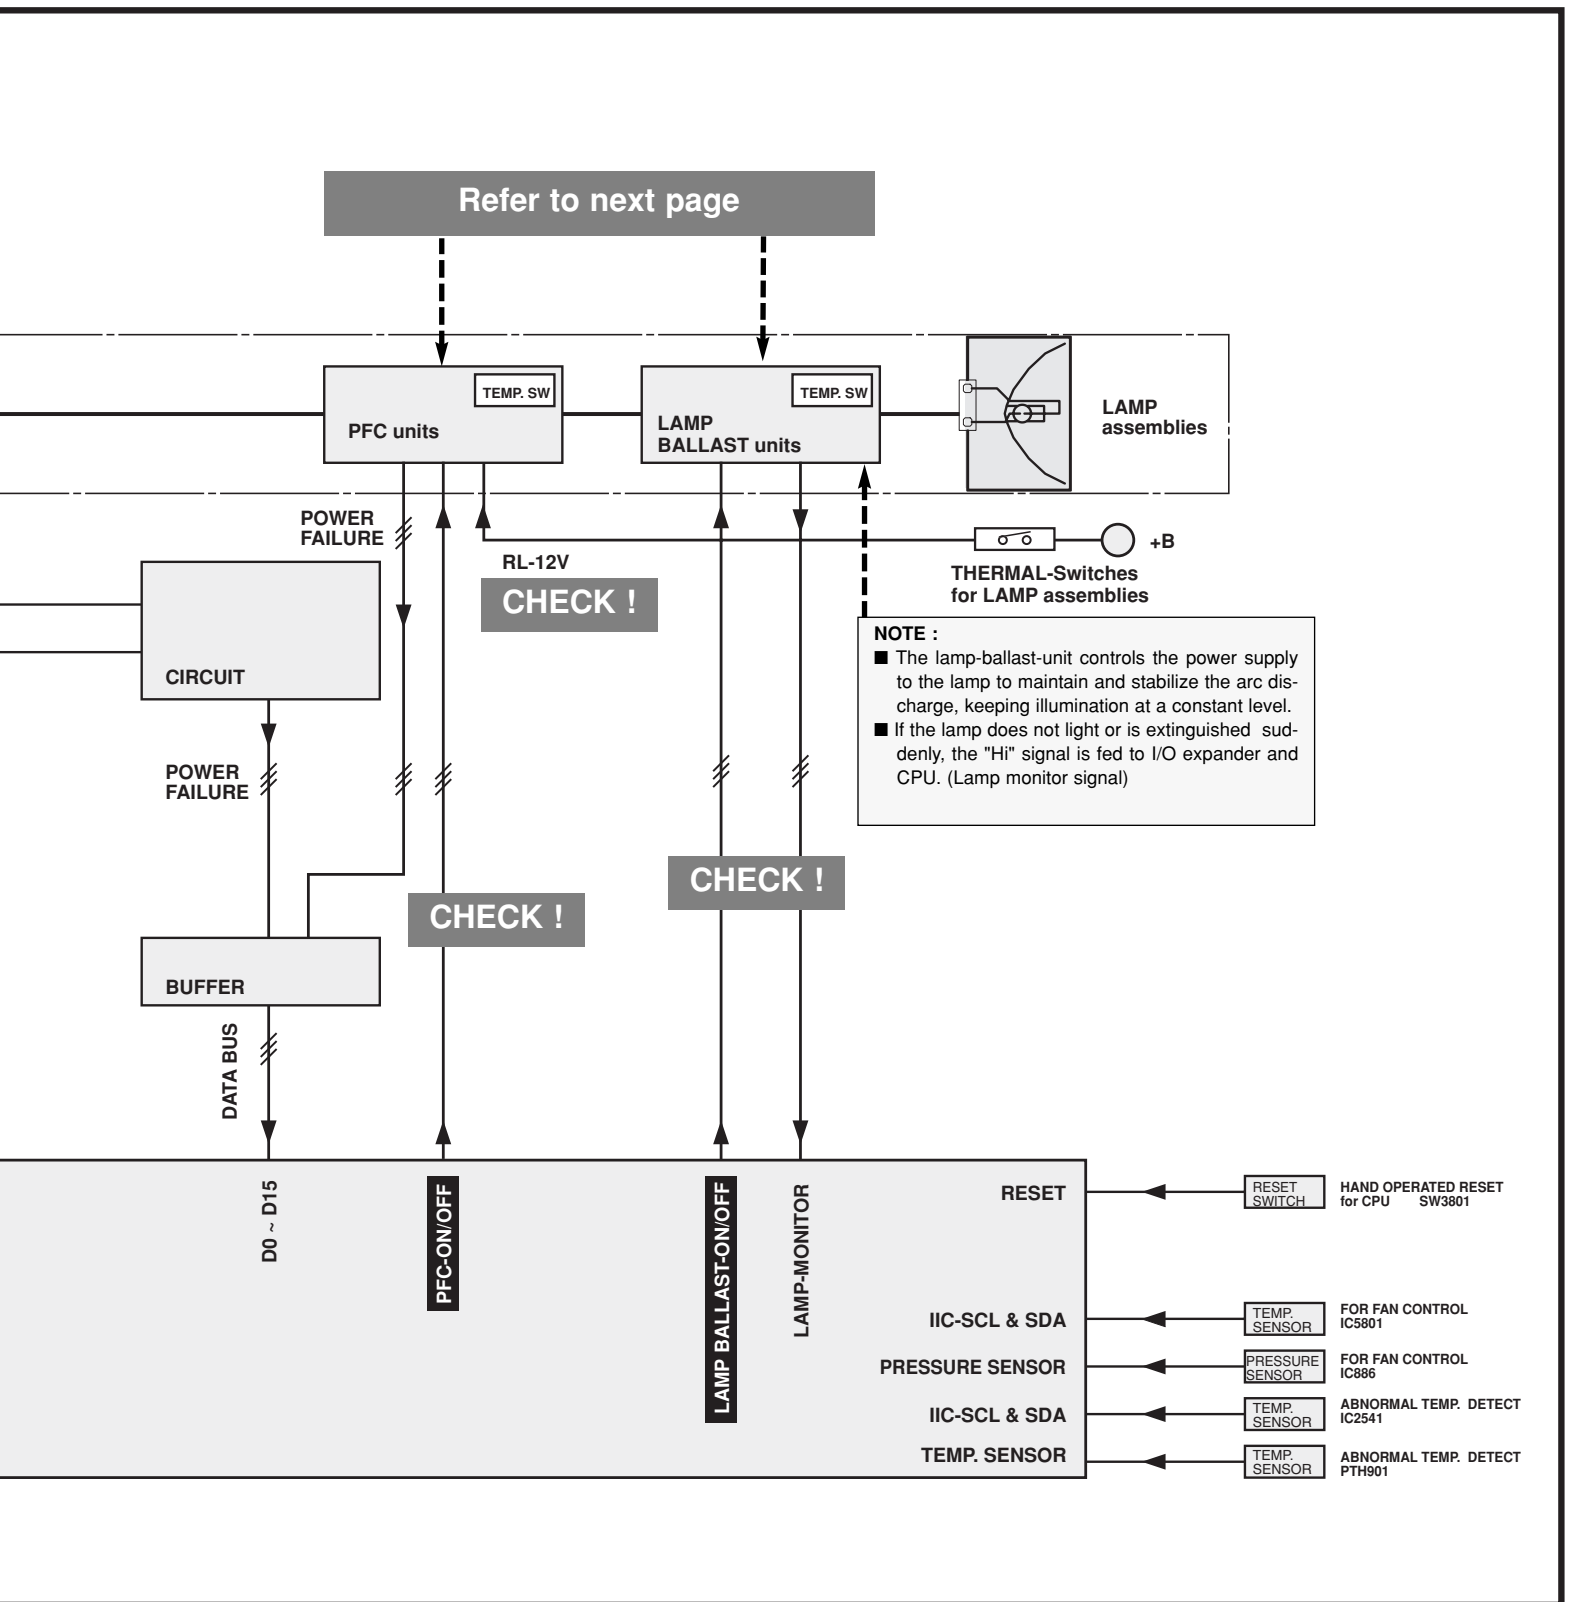 Refer to next page
TEMP. SW
PFC units
TEMP. SW
LAMP
BALLAST units
LAMP
assemblies
POWER
FAILURE
RL-12V
CHECK !
+B
THERMAL-Switches
for LAMP assemblies
CIRCUIT
NOTE :
■ The lamp-ballast-unit controls the power supply
to the lamp to maintain and stabilize the arc dis-
charge, keeping illumination at a constant level.
■ If the lamp does not light or is extinguished sud-
denly, the "Hi" signal is fed to I/O expander and
CPU. (Lamp monitor signal)
POWER
FAILURE
CHECK !
CHECK !
BUFFER
DATA BUS
D0 ~ D15
PFC-ON/OFF
LAMP BALLAST-ON/OFF
LAMP-MONITOR
RESET
RESET
SWITCH
HAND OPERATED RESET
for CPU SW3801
IIC-SCL & SDA
TEMP.
SENSOR
FOR FAN CONTROL
IC5801
PRESSURE SENSOR
PRESSURE
SENSOR
FOR FAN CONTROL
IC886
IIC-SCL & SDA
TEMP.
SENSOR
ABNORMAL TEMP. DETECT
IC2541
TEMP. SENSOR
TEMP.
SENSOR
ABNORMAL TEMP. DETECT
PTH901